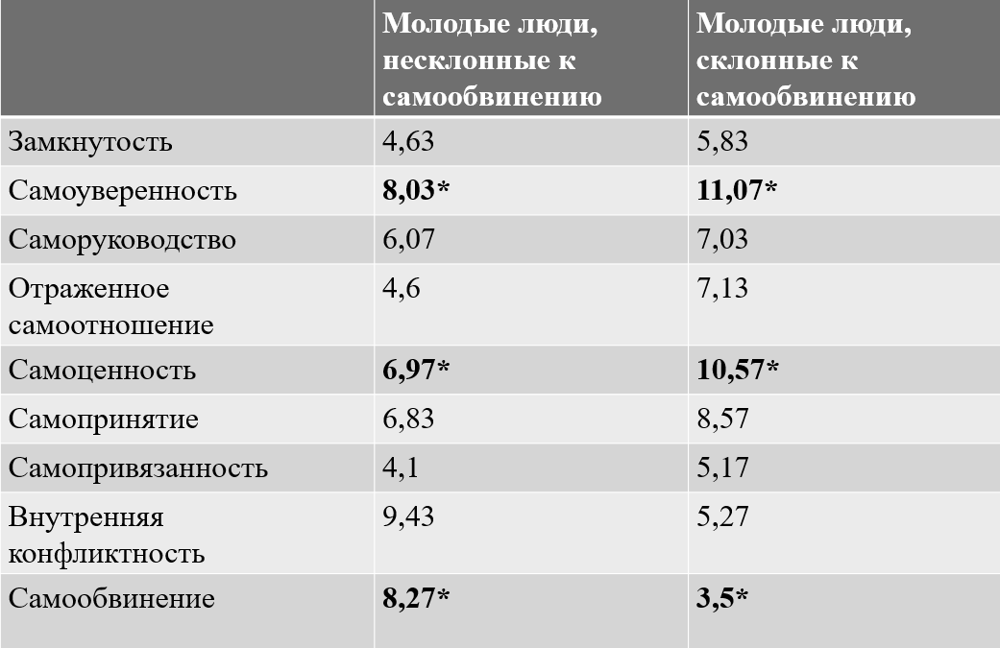 Молодые люди,
несклонные к
самообвинению
Молодые люди,
склонные к
самообвинению
Замкнутость 4,63 5,83
Самоуверенность 8,03* 11,07*
Саморуководство 6,07 7,03
Отраженное
самоотношение
4,6 7,13
Самоценность 6,97* 10,57*
Самопринятие 6,83 8,57
Самопривязанность 4,1 5,17
Внутренняя
конфликтность
9,43 5,27
Самообвинение 8,27* 3,5*